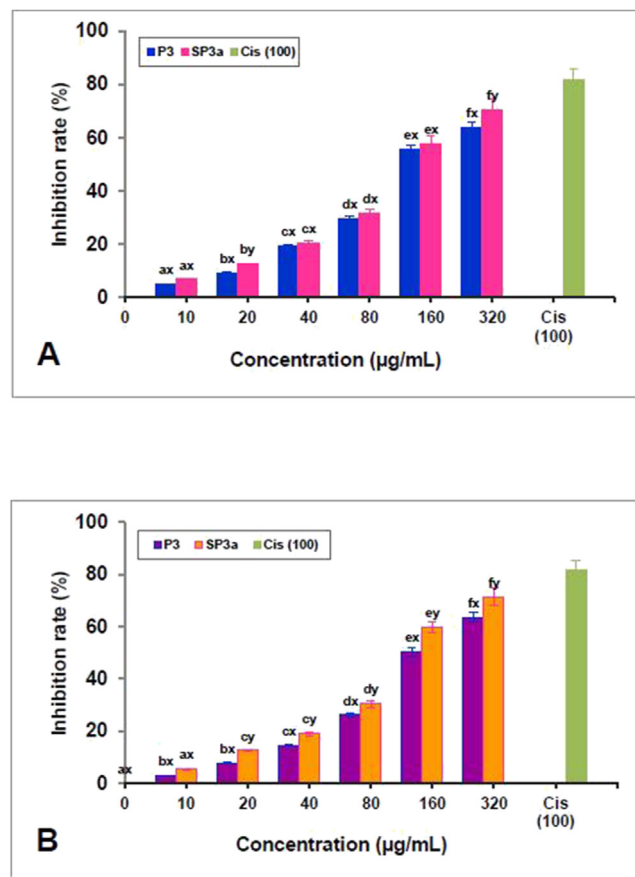 100
P3 SP3a Cis (100)
80
60
40
20
0
Inhibition rate (%)
ax ax
bx by
cx cx
dx dx
ex ex
fx fy
0 10 20 40 80 160 320 Cis
(100)
Concentration (µg/mL)
A
100
P3 SP3a Cis (100)
80
60
40
20
0
Inhibition rate (%)
ax
bx ax
bx cy
cx cy
dx dy
ex ey
fx fy
0 10 20 40 80 160 320 Cis
(100)
Concentration (µg/mL)
B